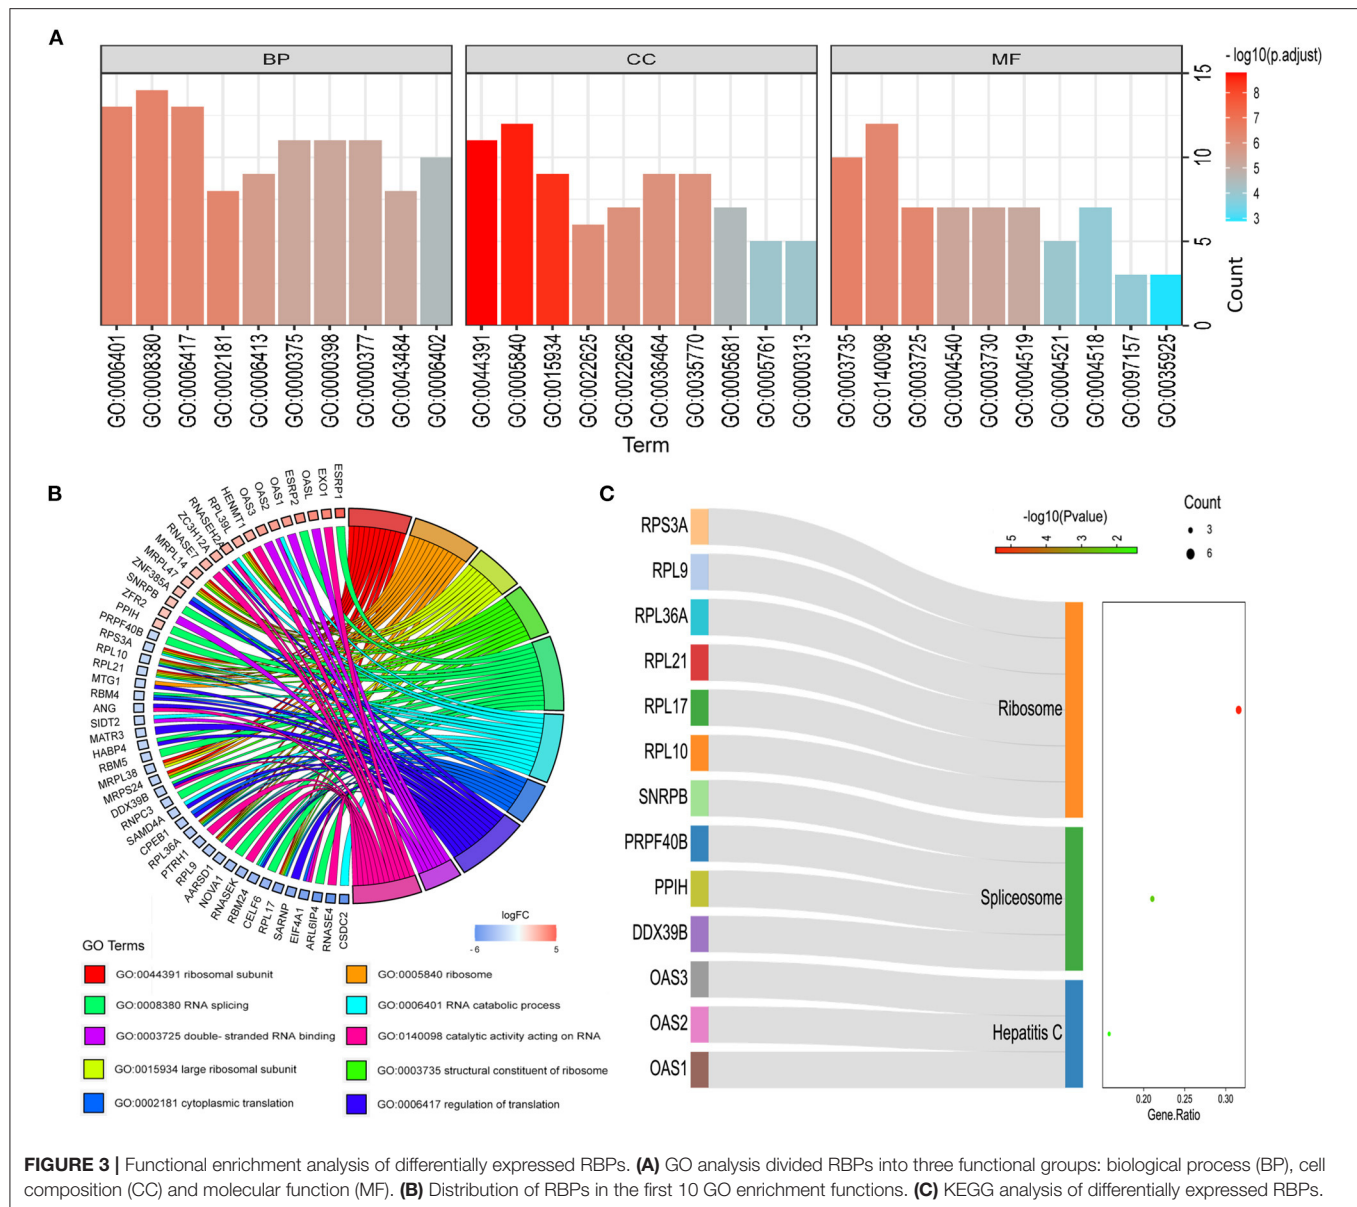 A
BP
CC
MF
- log10(p.adjust)
8
7
6
5
4
3
15
10
5
0
Count
GO:0006401
GO:0008380
GO:0006417
GO:0002181
GO:0006413
GO:0000375
GO:0000398
GO:0000377
GO:0043484
GO:0006402
GO:0044391
GO:0005840
GO:0015934
GO:0022625
GO:0022626
GO:0036464
GO:0035770
GO:0005681
GO:0005761
GO:0000313
GO:0003735
GO:0140098
GO:0003725
GO:0004540
GO:0003730
GO:0004519
GO:0004521
GO:0004518
GO:0097157
GO:0035925
Term
B
ESRP1
EXO1
OASL
ESRP2
OAS1
OAS2
OAS3
HENMT1
RPL39L
RNASEH2A
ZC3H12A
RNASE7
MRPL14
MRPL47
ZNF385A
SNRPB
ZFR2
PPIH
PRPF40B
RPS3A
RPL10
RPL21
MTG1
RBM4
ANG
SIDT2
MATR3
HABP4
RBM5
MRPL38
MRPS24
DDX39B
RNPC3
SAMD4A
CPEB1
RPL36A
PTRH1
RPL9
AARSD1
NOVA1
RNASEK
RBM24
CELF6
RPL17
SARNP
EIF4A1
ARL6IP4
RNASE4
CSDC2
logFC
- 6
5
GO Terms
GO:0044391 ribosomal subunit
GO:0005840 ribosome
GO:0008380 RNA splicing
GO:0006401 RNA catabolic process
GO:0003725 double- stranded RNA binding
GO:0140098 catalytic activity acting on RNA
GO:0015934 large ribosomal subunit
GO:0003735 structural constituent of ribosome
GO:0002181 cytoplasmic translation
GO:0006417 regulation of translation
C
RPS3A
RPL9
RPL36A
RPL21
RPL17
RPL10
SNRPB
PRPF40B
PPIH
DDX39B
OAS3
OAS2
OAS1
Ribosome
Spliceosome
Hepatitis C
-log10(Pvalue)
-5
-4
-3
-2
Count
3
6
0.20
0.25
0.30
Gene.Ratio
FIGURE 3 | Functional enrichment analysis of differentially expressed RBPs. (A) GO analysis divided RBPs into three functional groups: biological process (BP), cell
composition (CC) and molecular function (MF). (B) Distribution of RBPs in the first 10 GO enrichment functions. (C) KEGG analysis of differentially expressed RBPs.